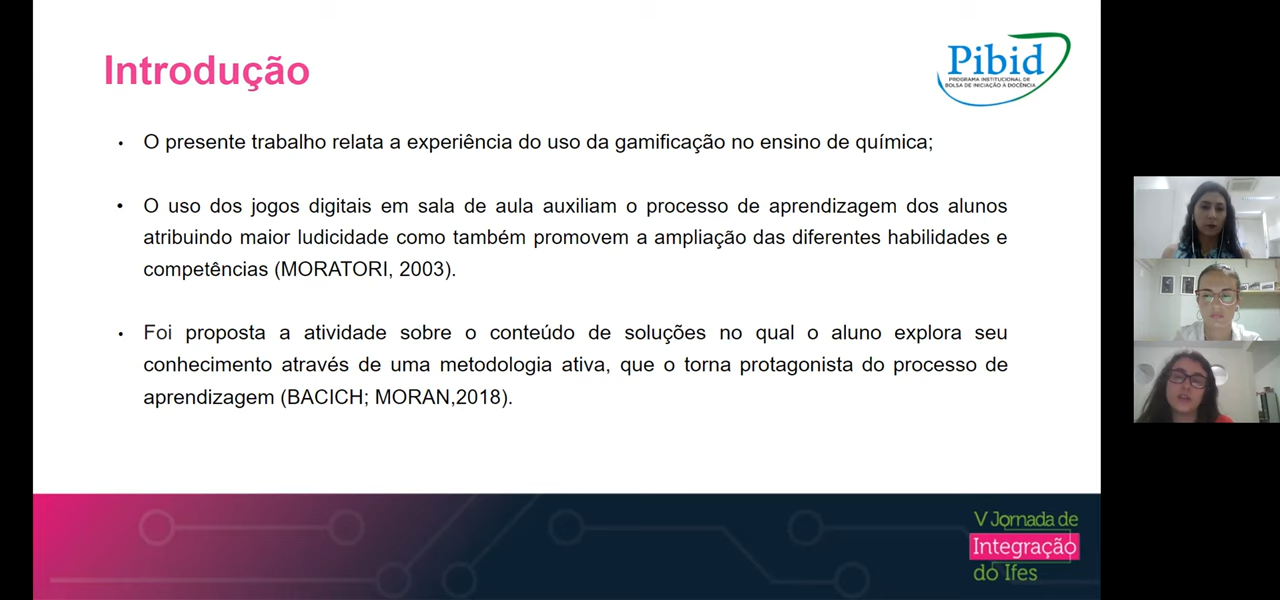 Introdução
Pibid
PROGRAMA INSTITUCIONAL DE
BOLSA DE INICIAÇÃO À DOCÊNCIA
• O presente trabalho relata a experiência do uso da gamificação no ensino de química;
• O uso dos jogos digitais em sala de aula auxiliam o processo de aprendizagem dos alunos
atribuindo maior ludicidade como também promovem a ampliação das diferentes habilidades e
competências (MORATORI, 2003).
• Foi proposta a atividade sobre o conteúdo de soluções no qual o aluno explora seu
conhecimento através de uma metodologia ativa, que o torna protagonista do processo de
aprendizagem (BACICH; MORAN,2018).
V Jornada de
Integração
do Ifes